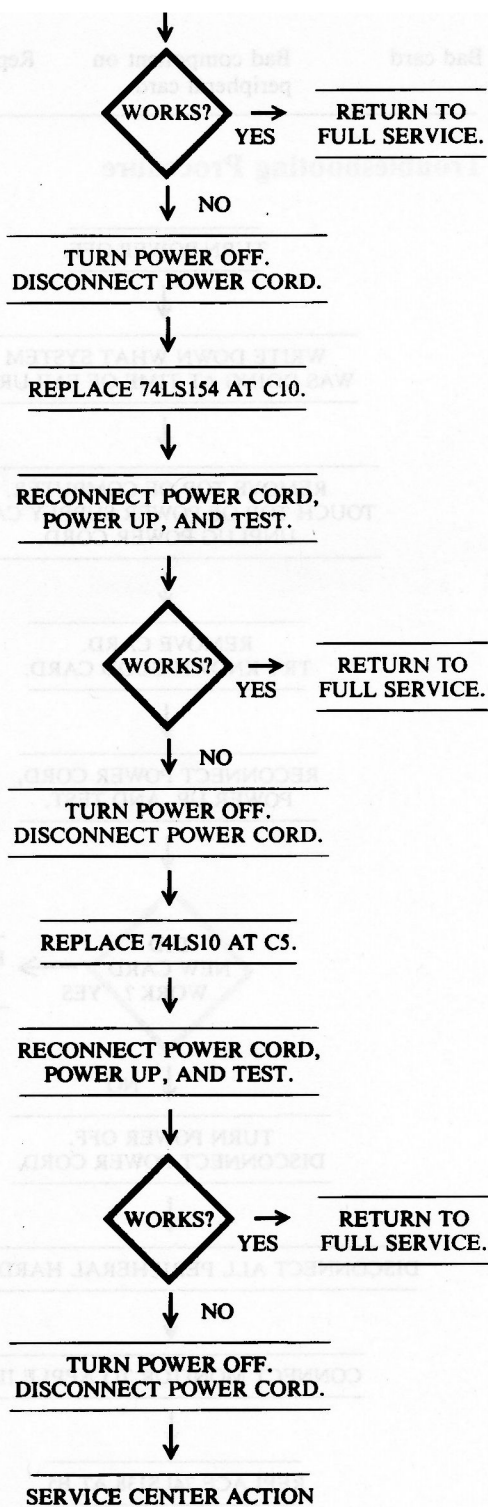 WORKS?
YES
RETURN TO
FULL SERVICE.
NO
TURN POWER OFF.
DISCONNECT POWER CORD.
REPLACE 74LS154 AT C10.
RECONNECT POWER CORD,
POWER UP, AND TEST.
WORKS?
YES
RETURN TO
FULL SERVICE.
NO
TURN POWER OFF.
DISCONNECT POWER CORD.
REPLACE 74LS10 AT C5.
RECONNECT POWER CORD,
POWER UP, AND TEST.
WORKS?
YES
RETURN TO
FULL SERVICE.
NO
TURN POWER OFF.
DISCONNECT POWER CORD.
SERVICE CENTER ACTION